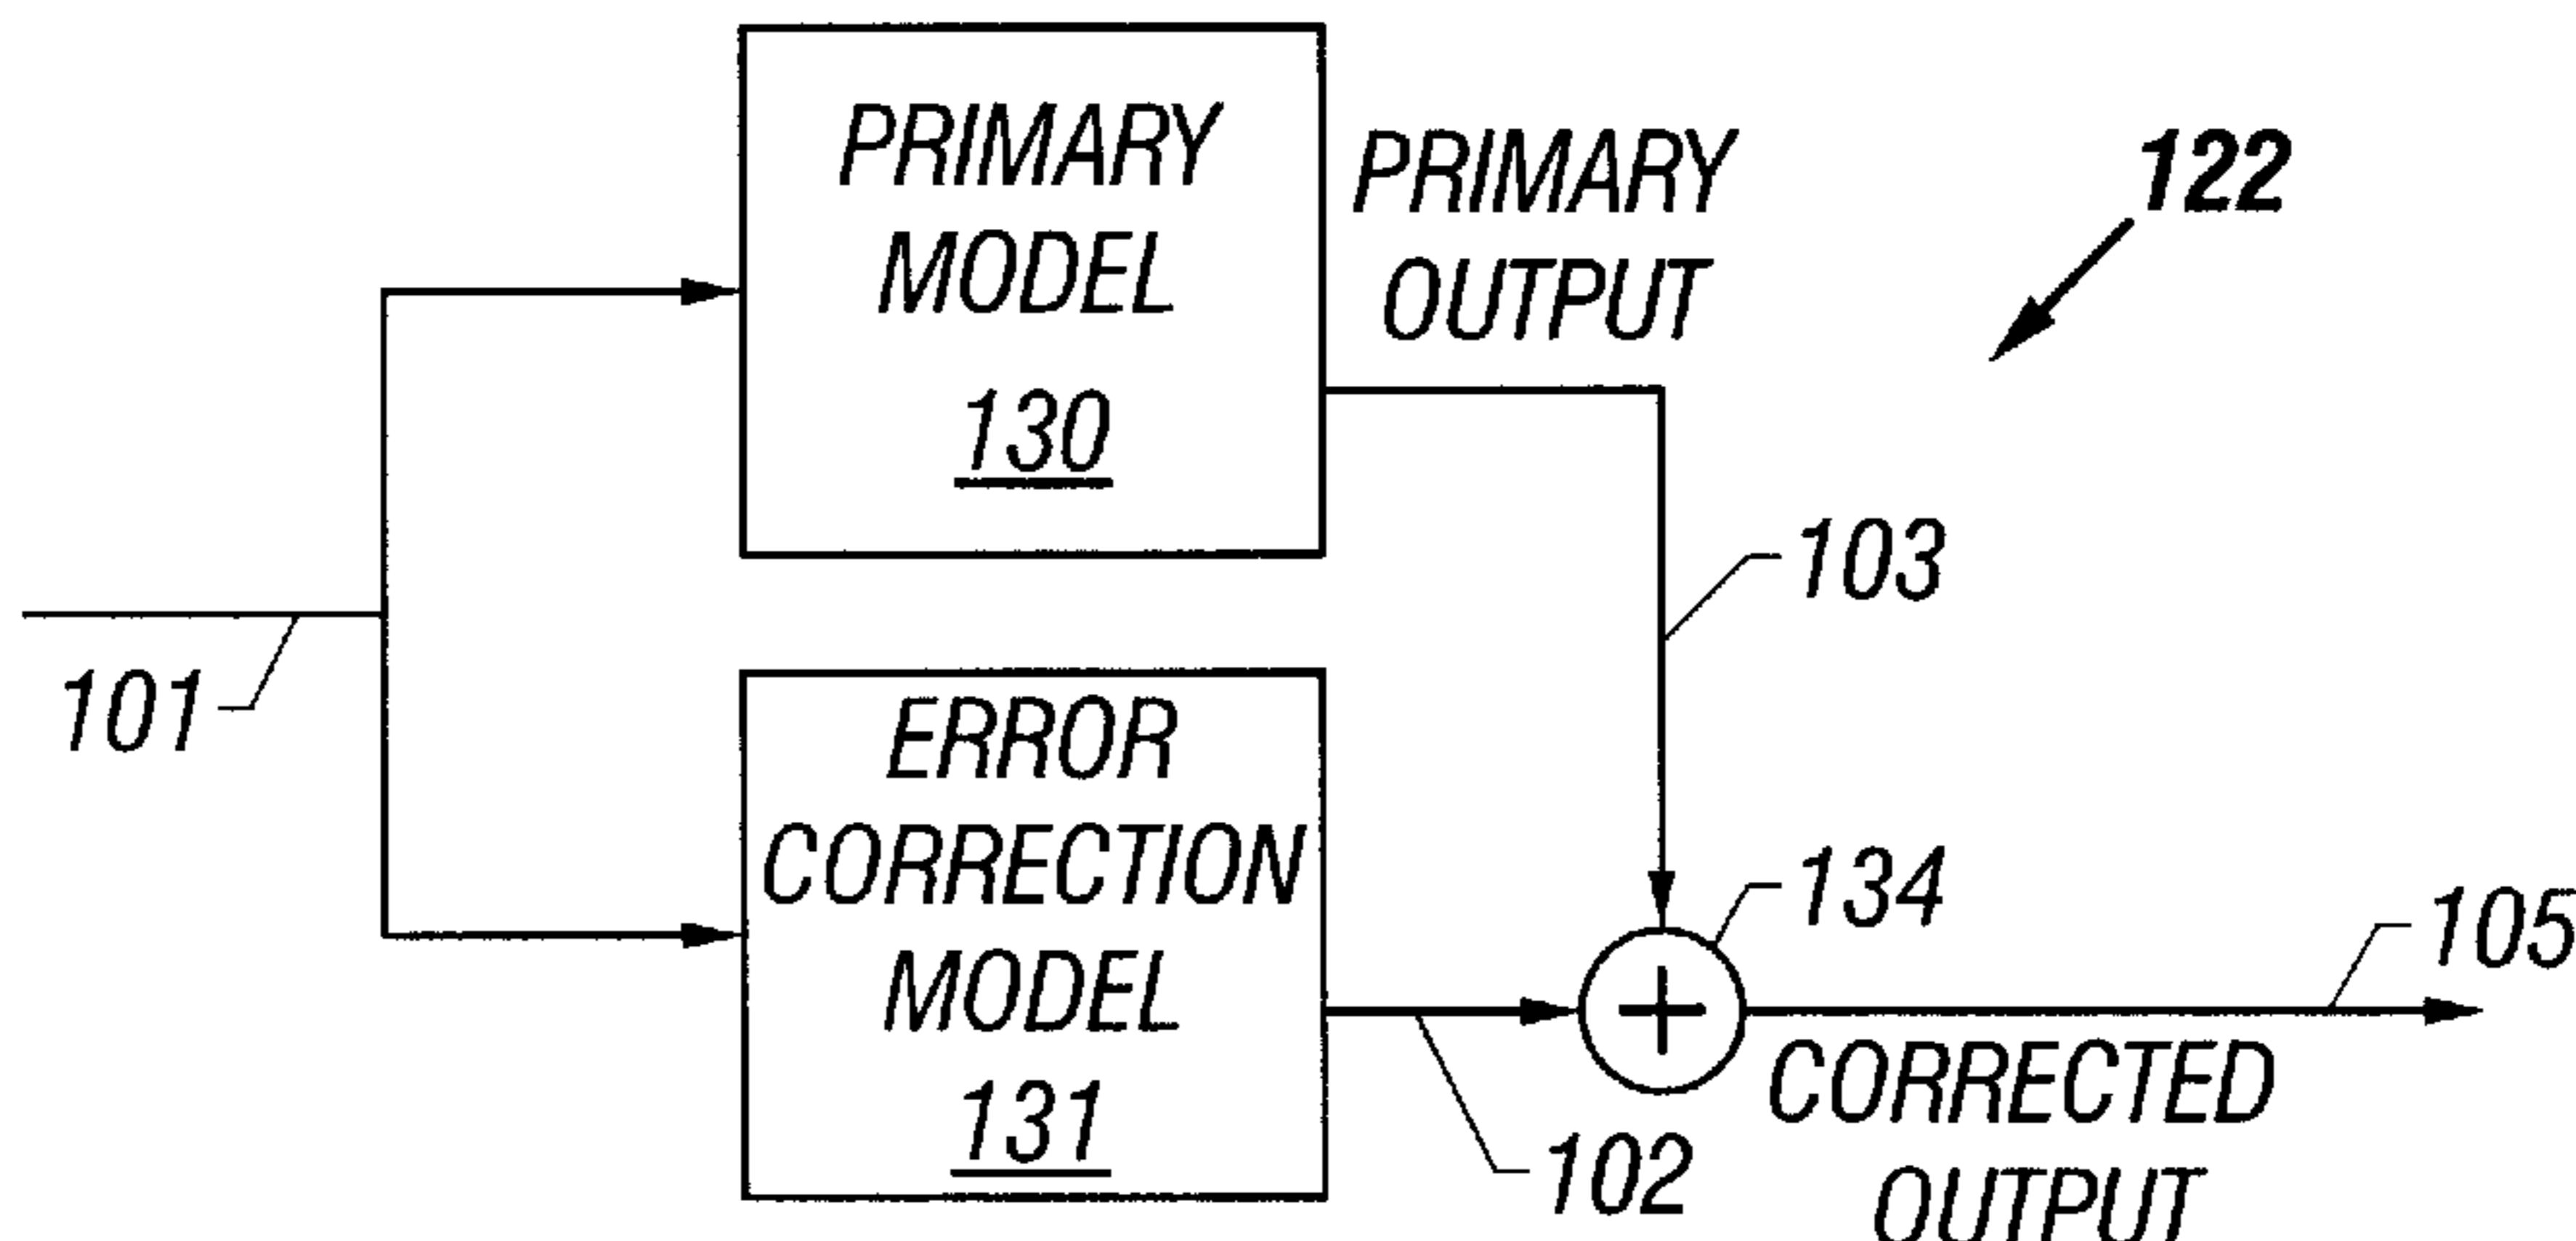 PRIMARY
MODEL
130
PRIMARY
OUTPUT
122
103
101
ERROR
CORRECTION
MODEL
131
134
105
102
CORRECTED
OUTPUT